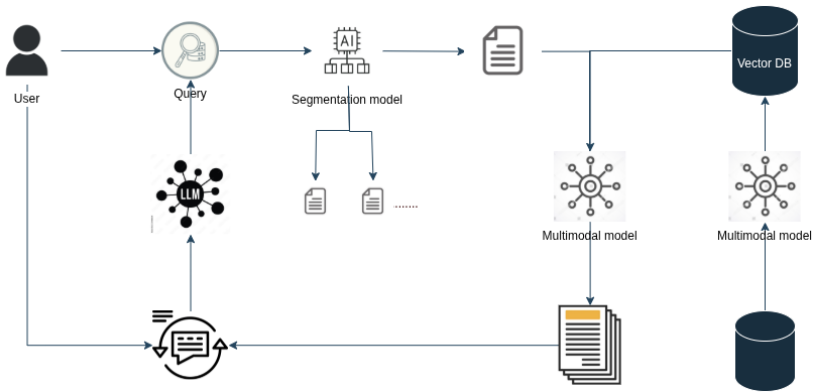 AI
Vector DB
User
Query
Segmentation model
LLM
Multimodal model
Multimodal model